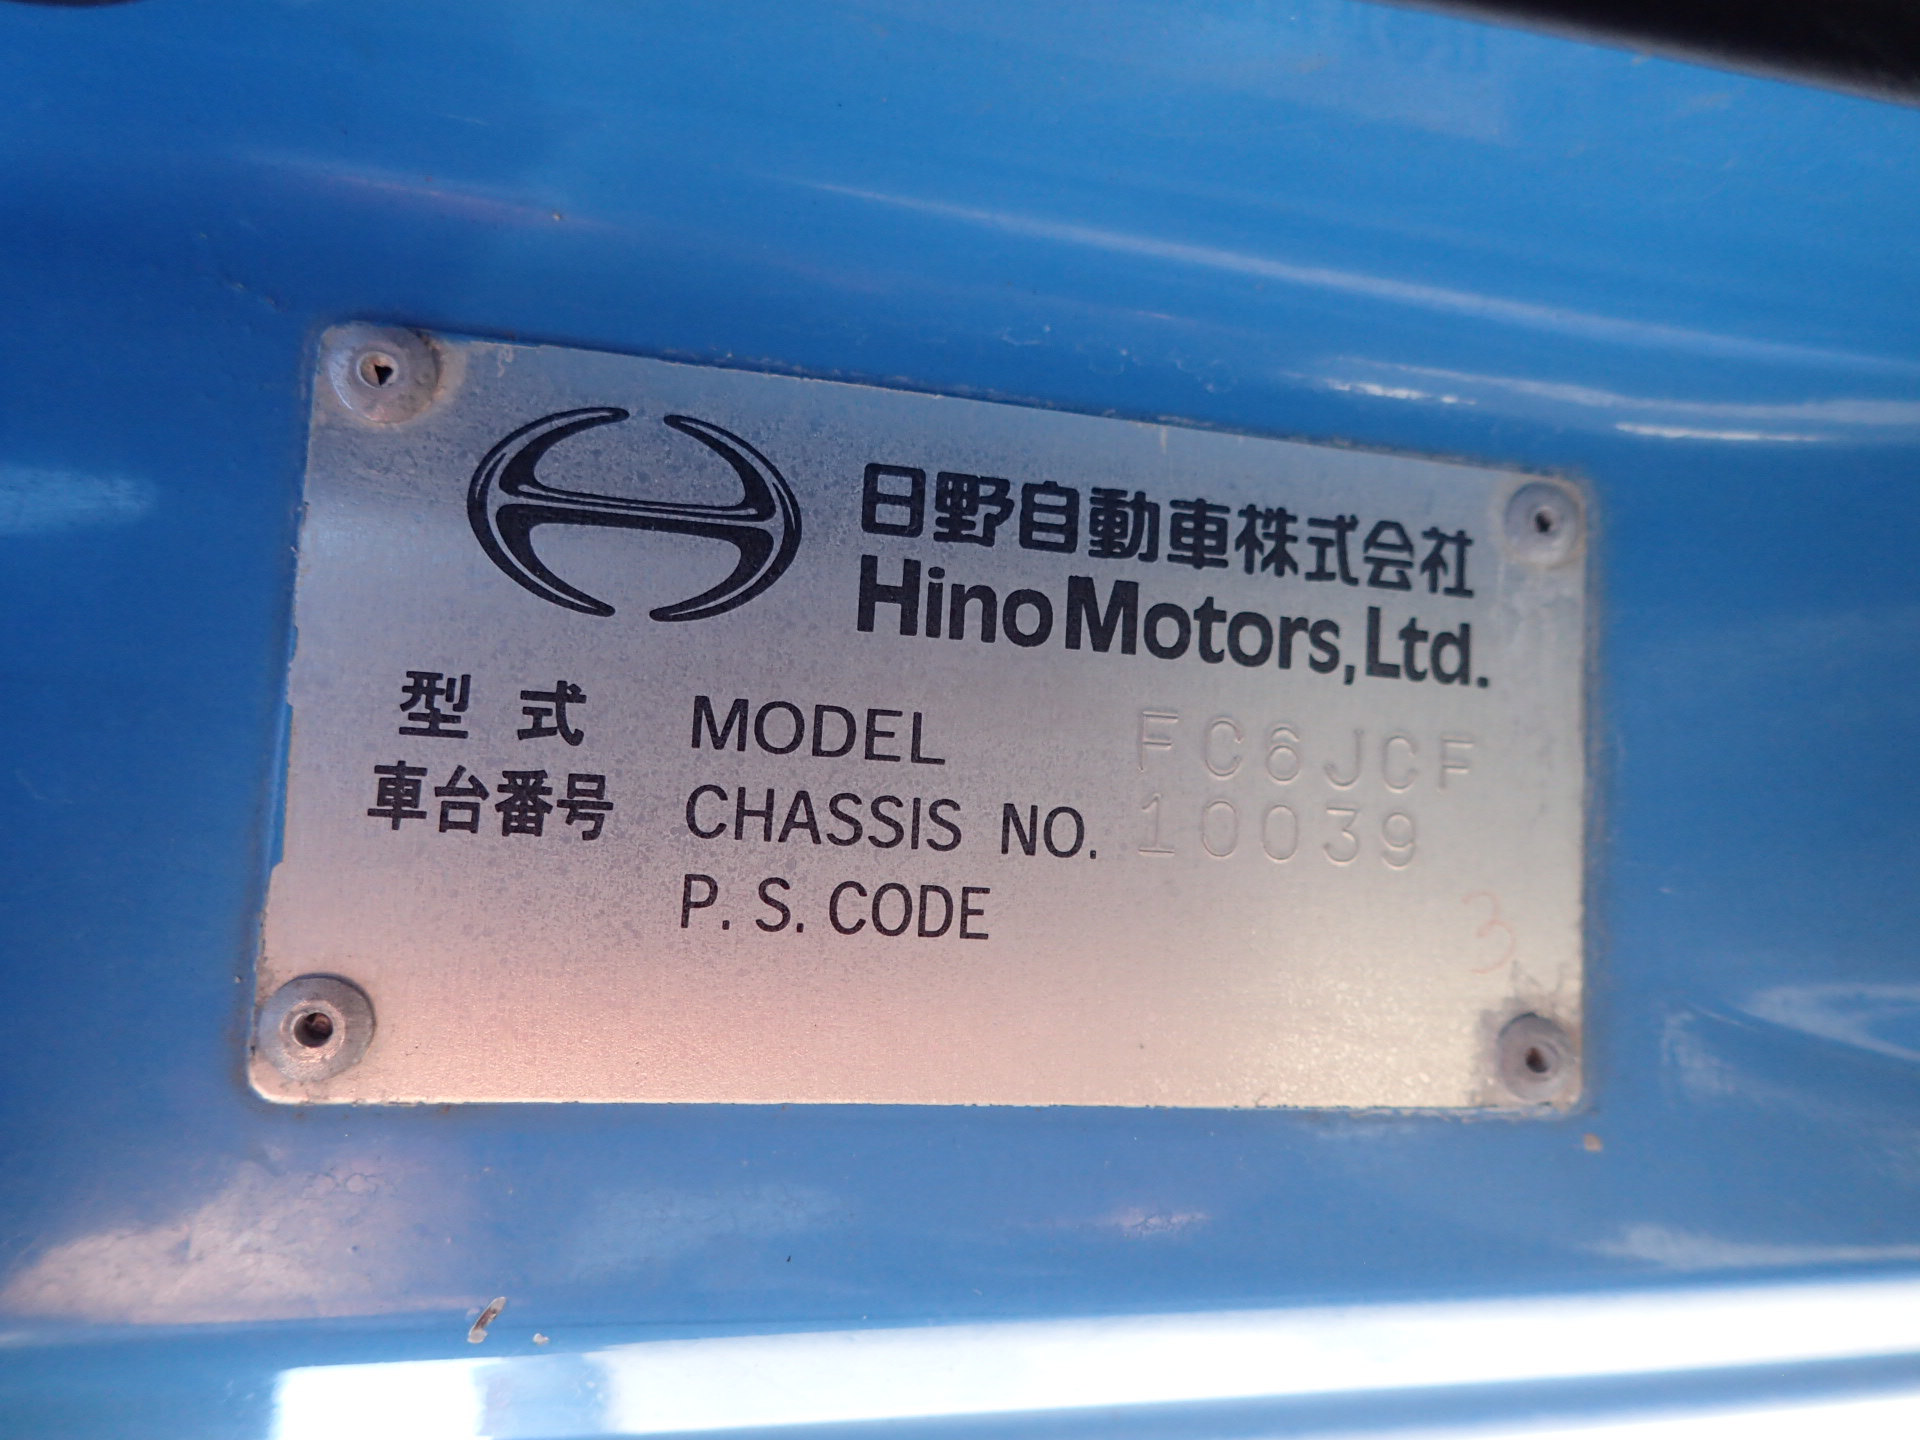 日野自動車株式会社
Hino Motors, Ltd.
型式 MODEL FC6JCF
車台番号 CHASSIS NO. 10039
P. S. CODE
3